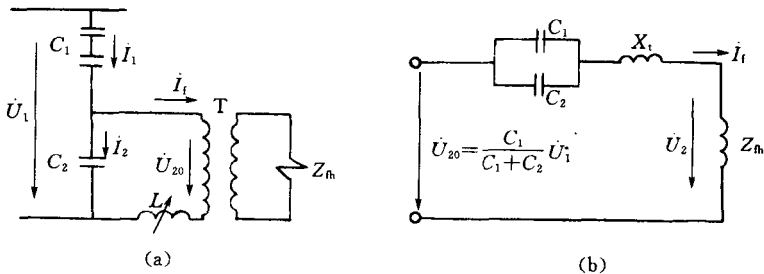 C₁
İ₁
U̇₁
İf
T
C₂
İ₂
U̇₂₀
Zfh
L
(a)
C₁
Xₜ
İf
C₂
U̇₂₀=C₁/(C₁+C₂) U̇₁
U̇₂
Zfh
(b)